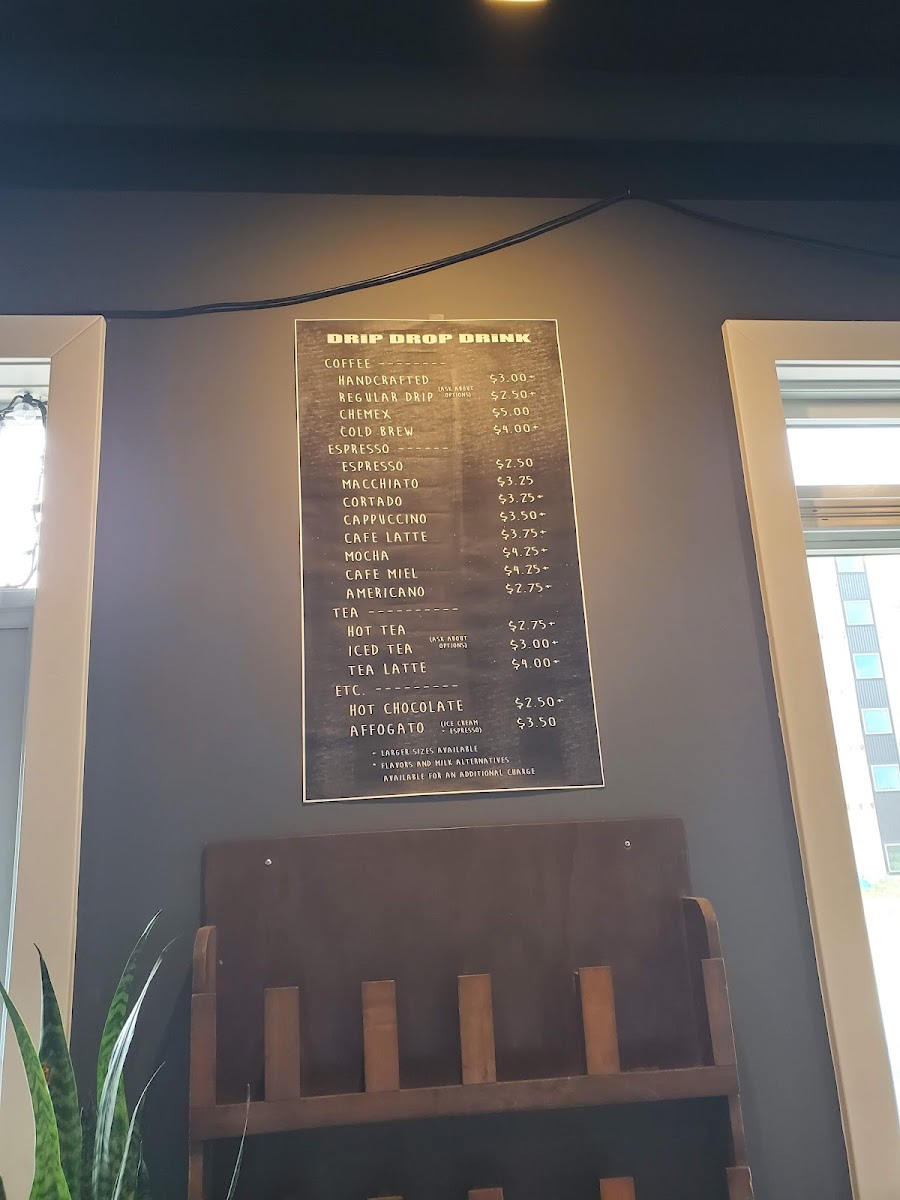 DRIP DROP DRINK
COFFEE ---------
HANDCRAFTED $3.00+
REGULAR DRIP (ASK ABOUT OPTIONS) $2.50+
CHEMEX $5.00
COLD BREW $4.00+
ESPRESSO ------
ESPRESSO $2.50
MACCHIATO $3.25
CORTADO $3.25+
CAPPUCCINO $3.50+
CAFE LATTE $3.75+
MOCHA $4.25+
CAFE MIEL $4.25+
AMERICANO $2.75+
TEA ----------
HOT TEA $2.75+
ICED TEA (ASK ABOUT OPTIONS) $3.00+
TEA LATTE $4.00+
ETC. ---------
HOT CHOCOLATE $2.50+
AFFOGATO (ICE CREAM + ESPRESSO) $3.50
+ LARGER SIZES AVAILABLE
* FLAVORS AND MILK ALTERNATIVES
AVAILABLE FOR AN ADDITIONAL CHARGE